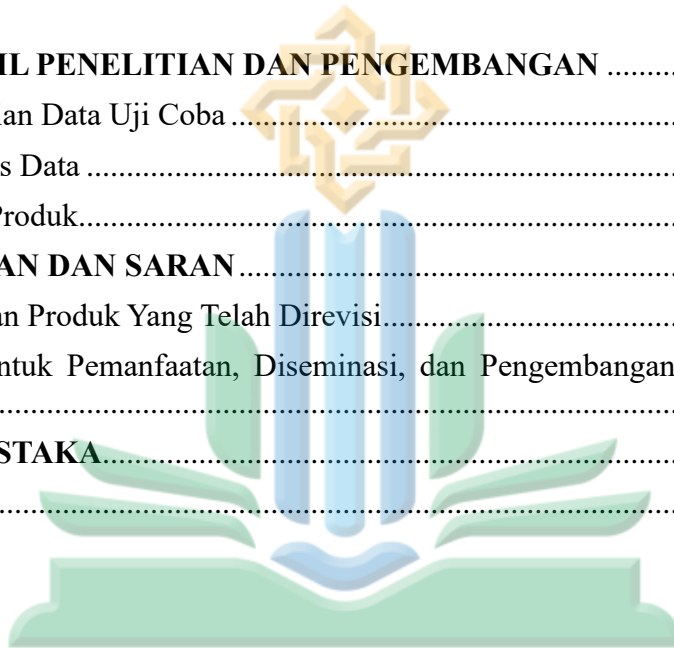 IL PENELITIAN DAN PENGEMBANGAN ............
ian Data Uji Coba ............................................................
s Data ..............................................................................
Produk..............................................................................
AN DAN SARAN............................................................
an Produk Yang Telah Direvisi........................................
ntuk Pemanfaatan, Diseminasi, dan Pengembangan
..........................................................................................
STAKA............................................................................
..........................................................................................